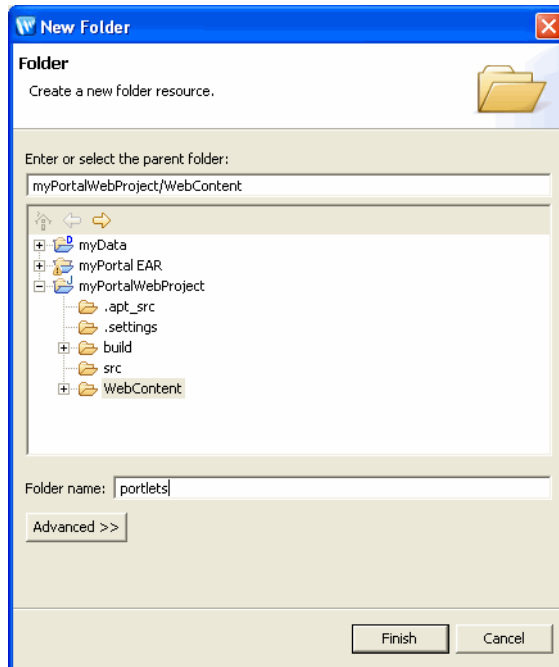 New Folder
Folder
Create a new folder resource.
Enter or select the parent folder:
myPortalWebProject/WebContent
myData
myPortal EAR
myPortalWebProject
.apt_src
.settings
build
src
WebContent
Folder name: portlets
Advanced >>
Finish Cancel